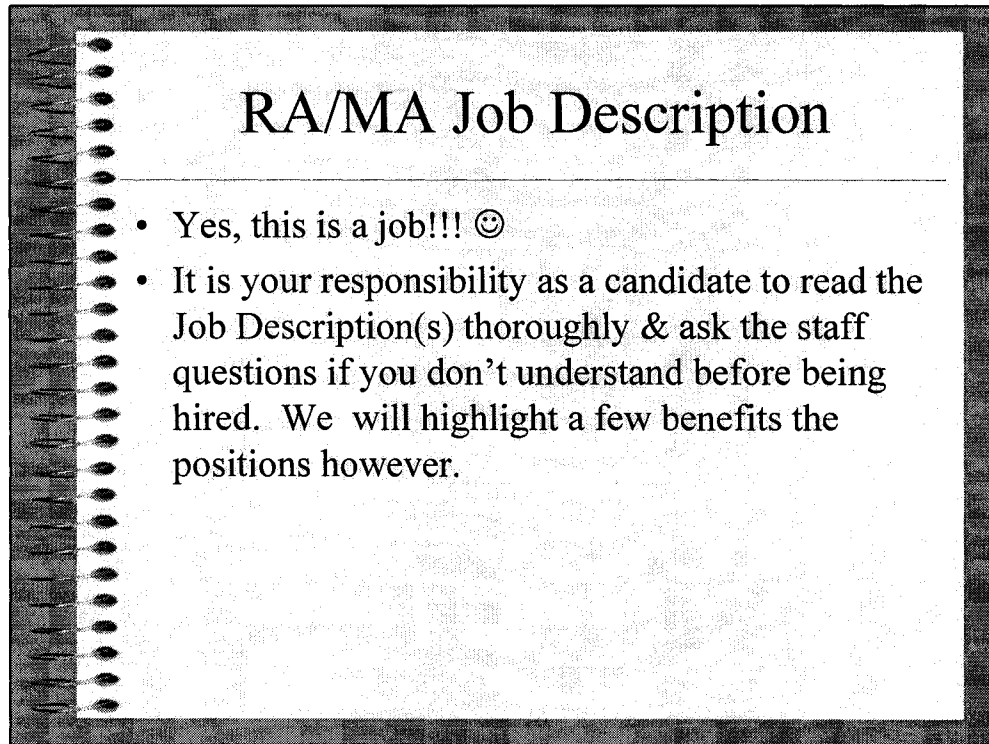 RA/MA Job Description
• Yes, this is a job!!! ☺
• It is your responsibility as a candidate to read the
Job Description(s) thoroughly & ask the staff
questions if you don't understand before being
hired.  We  will highlight a few benefits the
positions however.